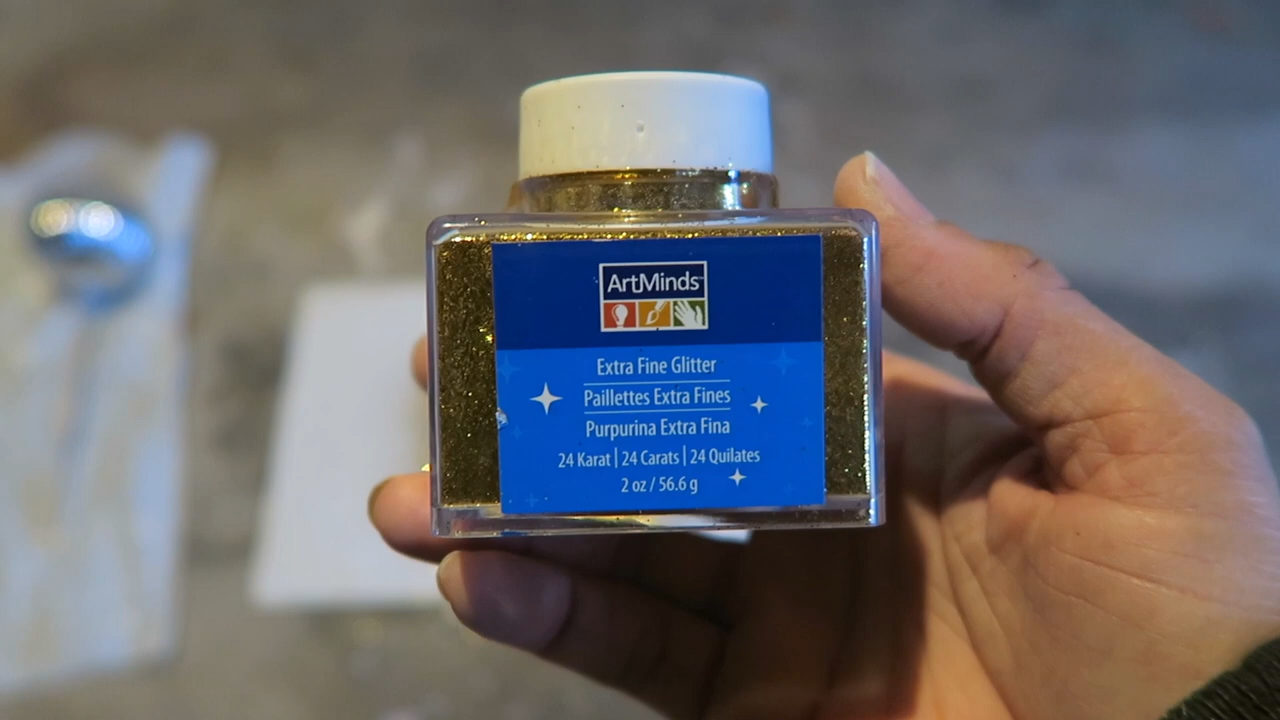 ArtMinds™
Extra Fine Glitter
Paillettes Extra Fines
Purpurina Extra Fina
24 Karat | 24 Carats | 24 Quilates
2 oz / 56.6 g